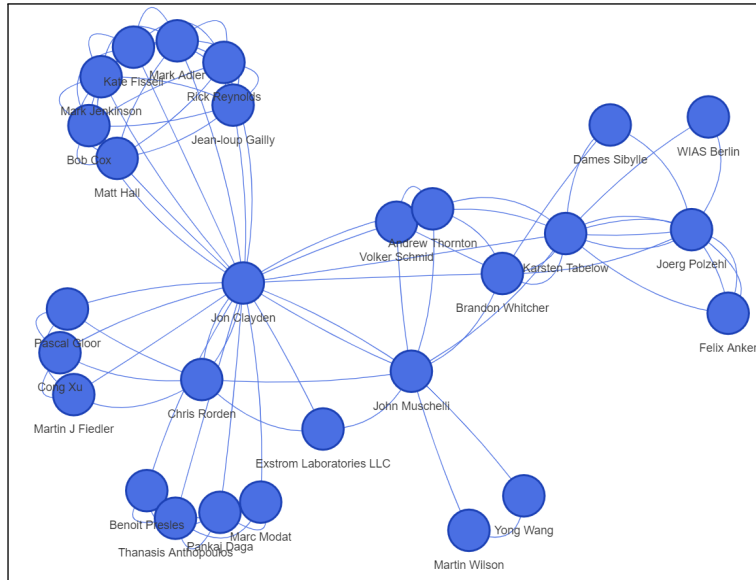 Mark Adler
Kate Fissell
Rick Reynolds
Mark Jenkinson
Jean-loup Gailly
Bob Cox
Matt Hall
Dames Sibylle
WIAS Berlin
Andrew Thornton
Volker Schmid
Karsten Tabelow
Joerg Polzehl
Brandon Whitcher
Jon Clayden
Pascal Gloor
Felix Anker
Cong Xu
John Muschelli
Chris Rorden
Martin J Fiedler
Exstrom Laboratories LLC
Benoit Presles
Yong Wang
Marc Modat
Pankaj Daga
Thanasis Anthopoulos
Martin Wilson